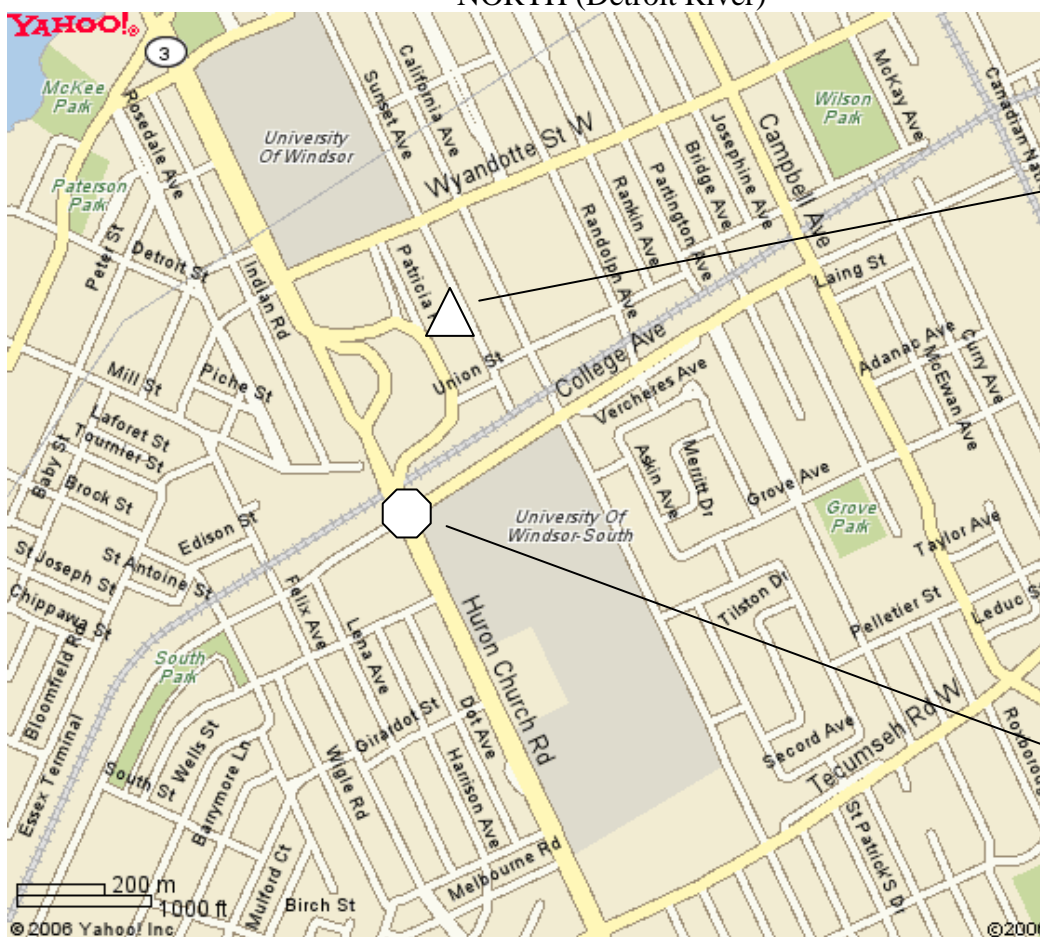 NORTH (Detroit River)
YAHOO!®
3
McKee
Park
Rosedale Ave
University
Of Windsor
Sunset Ave
California Ave
Wyandotte St W
Josephine Ave
Campbell Ave
Wilson
Park
McKay Ave
Canadian
Paterson
Park
Peter St
Detroit St
Indian Rd
Patricia
Randolph Ave
Rankin Ave
Partington Ave
Bridge Ave
Laing St
Union St
College Ave
Vercheres Ave
Adanac Ave
McEwan Ave
Curry Ave
Mill St
Piche St
Laforet St
Tournier St
Baby St
Brock St
Edison St
Askin Ave
Merritt Dr
Grove Ave
Grove
Park
University Of
Windsor-South
St Joseph St
St Antoine St
Chippawa St
Bloomfield Rd
Felix Ave
Lena Ave
Huron Church Rd
Tilston Dr
Taylor Ave
Pelletier St
Leduc S
South
Park
Girardot St
Dot Ave
Harrison Ave
Wells St
Barrymore Ln
Wigle Rd
Secord Ave
Tecumseh Rd W
Roxborough
Essex Terminal
South St
Mulford Ct
Birch St
Melbourne Rd
St Patrick'S Dr
200 m
1000 ft
©2006 Yahoo! Inc
©2006